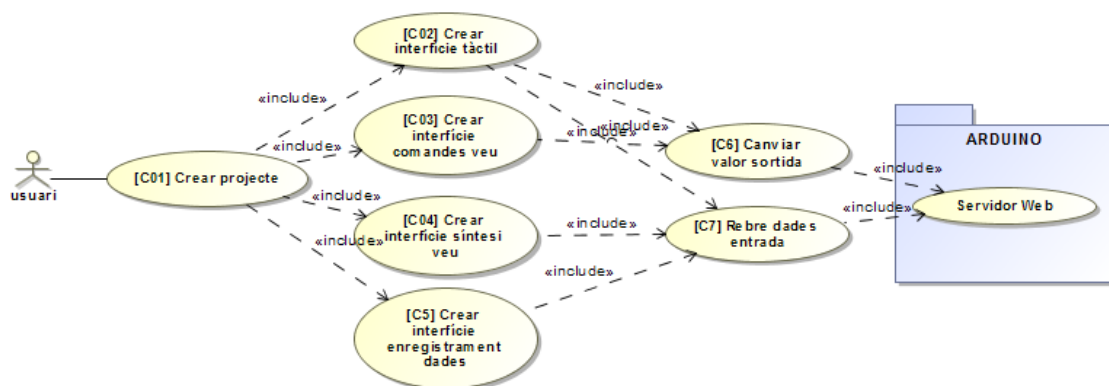 [C02] Crear
interfície tàctil
«include»
«include»
[C03] Crear
interfície
comandes veu
«include»
«include»
«include»
ARDUINO
[C6] Canviar
valor sortida
usuari
[C01] Crear projecte
«include»
«include»
Servidor Web
[C04] Crear
interfície síntesi
veu
«include»
«include»
[C7] Rebre dades
entrada
«include»
«include»
[C5] Crear
interfície
enregistrament
dades